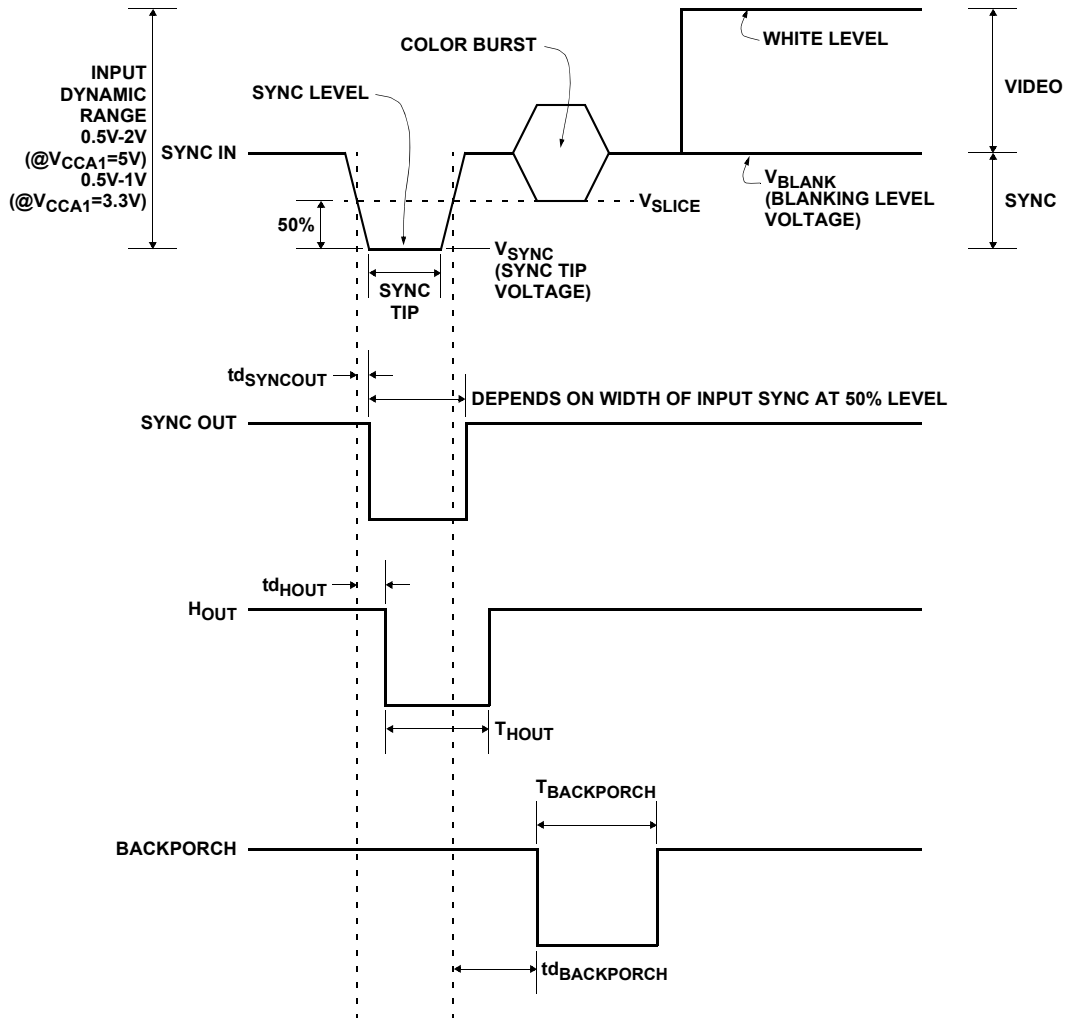 WHITE LEVEL
COLOR BURST
INPUT
DYNAMIC
RANGE
0.5V-2V
(@VCCA1=5V)
0.5V-1V
(@VCCA1=3.3V)
SYNC LEVEL
VIDEO
SYNC IN
VBLANK
(BLANKING LEVEL
VOLTAGE)
SYNC
VSLICE
50%
VSYNC
(SYNC TIP
VOLTAGE)
SYNC
TIP
tdSYNCOUT
DEPENDS ON WIDTH OF INPUT SYNC AT 50% LEVEL
SYNC OUT
tdHOUT
HOUT
THOUT
TBACKPORCH
BACKPORCH
tdBACKPORCH